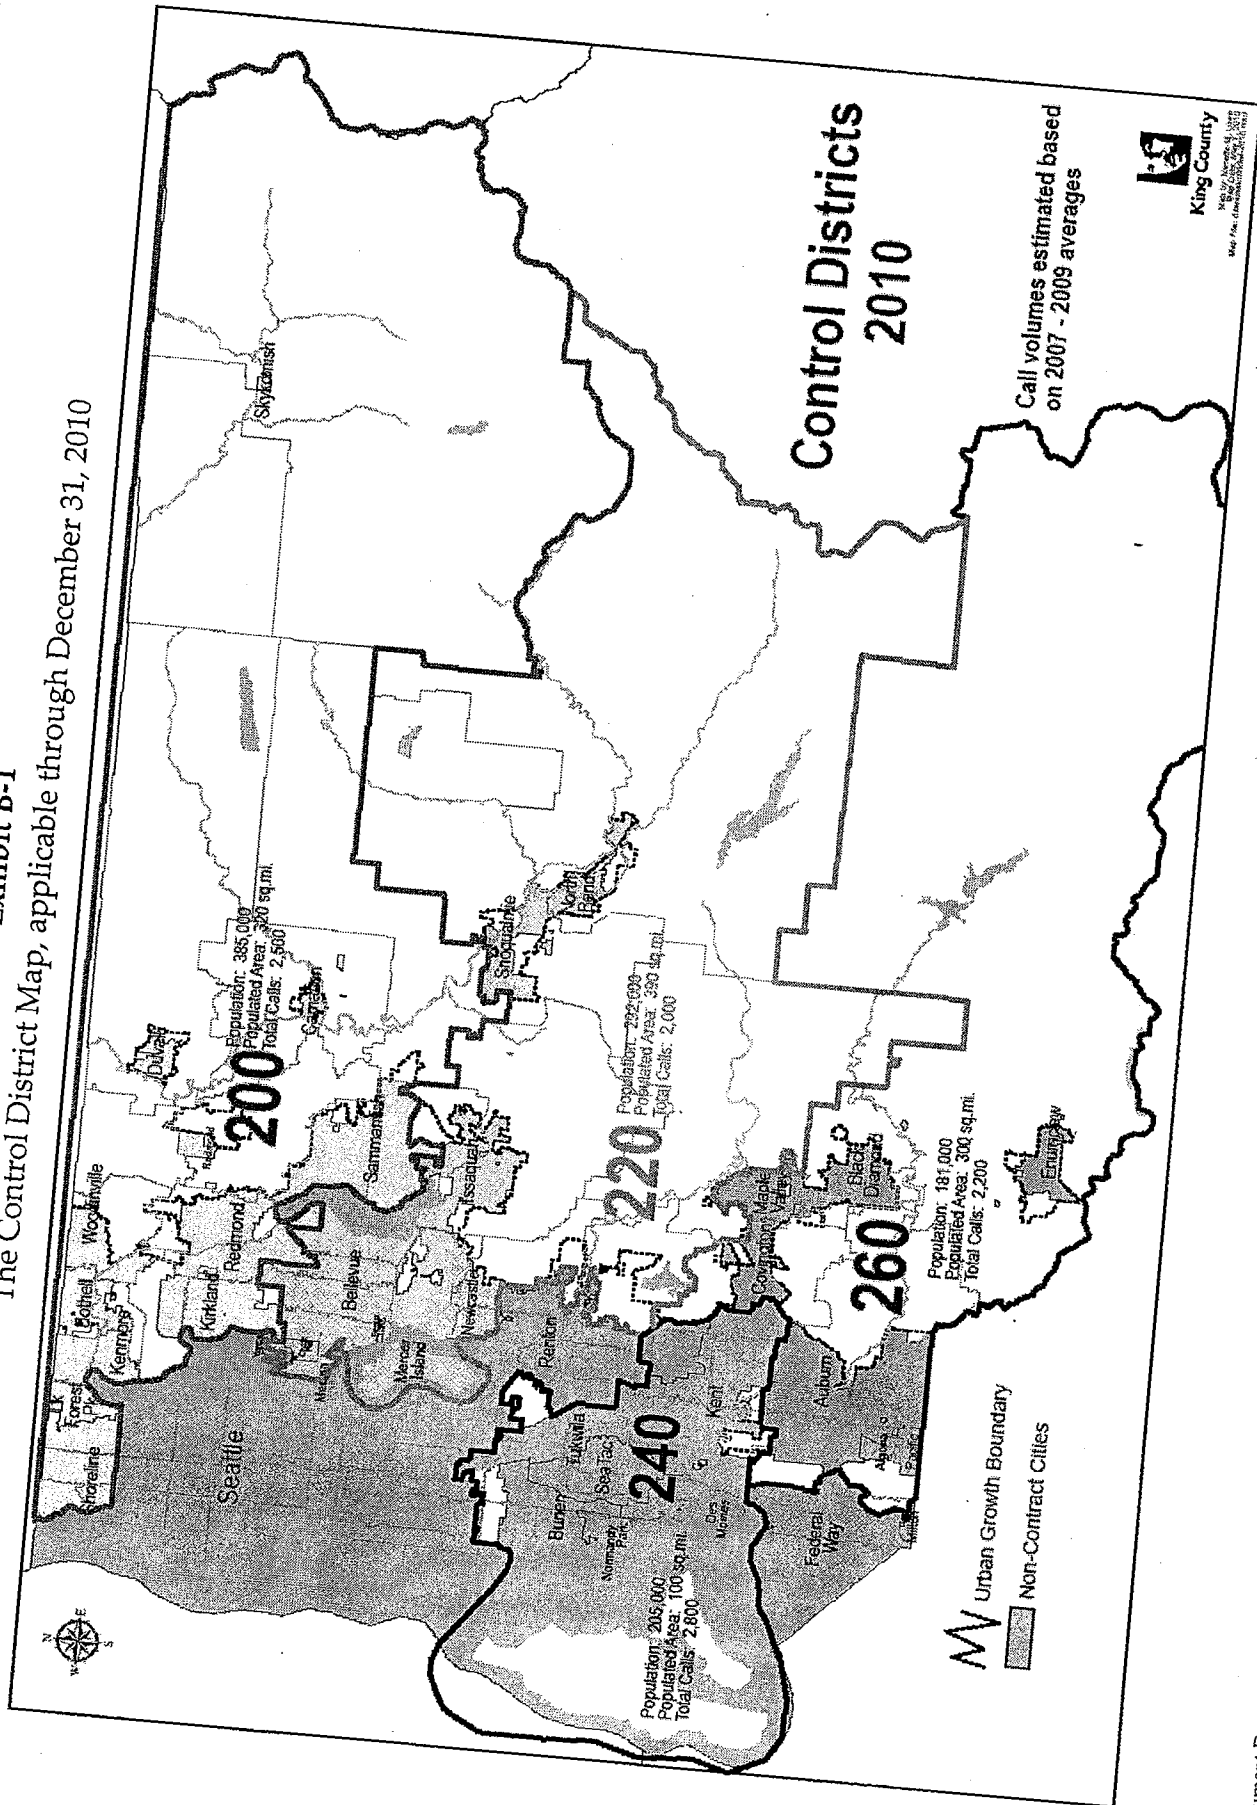 Exhibit B-1
The Control District Map, applicable through December 31, 2010
N
W
E
S
Shoreline
Forest
Pk
Kenmore
Bothell
Woodinville
Duvall
Kirkland
Redmond
200
Population: 385,000
Populated Area: 320 sq.mi.
Total Calls: 2,500
Carnation
Skykomish
Seattle
Medina
Bellevue
Sammamish
Mercer
Island
Newcastle
Issaquah
Snoqualmie
North
Bend
Renton
220
Population: 292,000
Populated Area: 390 sq.mi.
Total Calls: 2,000
Burien
Tukwila
SeaTac
Normandy
Park
240
Des
Moines
Kent
Population: 205,000
Populated Area: 100 sq.mi.
Total Calls: 2,800
Covington
Maple
Valley
Black
Diamond
Federal
Way
Auburn
Algona
Pacific
Milton
260
Population: 181,000
Populated Area: 300 sq.mi.
Total Calls: 2,200
Enumclaw
Control Districts
2010
Call volumes estimated based
on 2007 - 2009 averages
Urban Growth Boundary
Non-Contract Cities
King County